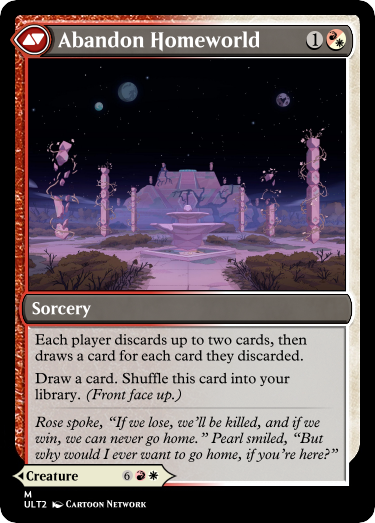 Abandon Homeworld 1
Sorcery
Each player discards up to two cards, then
draws a card for each card they discarded.
Draw a card. Shuffle this card into your
library. (Front face up.)
Rose spoke, “If we lose, we’ll be killed, and if we
win, we can never go home.” Pearl smiled, “But
why would I ever want to go home, if you’re here?”
Creature 6
M
ULT2 Cartoon Network